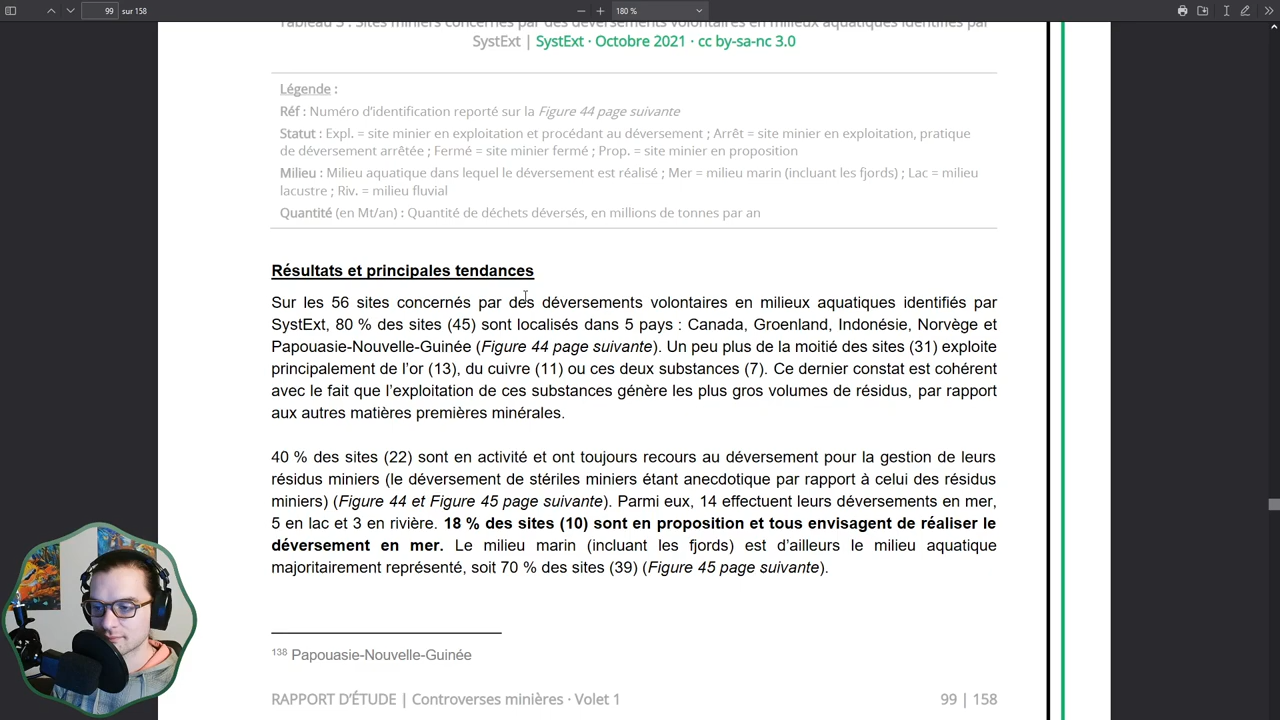 99 sur 158 180 %
Tableau 3 : Sites miniers concernés par des déversements volontaires en milieux aquatiques identifiés par
SystExt | SystExt · Octobre 2021 · cc by-sa-nc 3.0
Légende :
Réf : Numéro d'identification reporté sur la Figure 44 page suivante
Statut : Expl. = site minier en exploitation et procédant au déversement ; Arrêt = site minier en exploitation, pratique
de déversement arrêtée ; Fermé = site minier fermé ; Prop. = site minier en proposition
Milieu : Milieu aquatique dans lequel le déversement est réalisé ; Mer = milieu marin (incluant les fjords) ; Lac = milieu
lacustre ; Riv. = milieu fluvial
Quantité (en Mt/an) : Quantité de déchets déversés, en millions de tonnes par an
Résultats et principales tendances
Sur les 56 sites concernés par des déversements volontaires en milieux aquatiques identifiés par
SystExt, 80 % des sites (45) sont localisés dans 5 pays : Canada, Groenland, Indonésie, Norvège et
Papouasie-Nouvelle-Guinée (Figure 44 page suivante). Un peu plus de la moitié des sites (31) exploite
principalement de l'or (13), du cuivre (11) ou ces deux substances (7). Ce dernier constat est cohérent
avec le fait que l'exploitation de ces substances génère les plus gros volumes de résidus, par rapport
aux autres matières premières minérales.
40 % des sites (22) sont en activité et ont toujours recours au déversement pour la gestion de leurs
résidus miniers (le déversement de stériles miniers étant anecdotique par rapport à celui des résidus
miniers) (Figure 44 et Figure 45 page suivante). Parmi eux, 14 effectuent leurs déversements en mer,
5 en lac et 3 en rivière. 18 % des sites (10) sont en proposition et tous envisagent de réaliser le
déversement en mer. Le milieu marin (incluant les fjords) est d'ailleurs le milieu aquatique
majoritairement représenté, soit 70 % des sites (39) (Figure 45 page suivante).
138 Papouasie-Nouvelle-Guinée
RAPPORT D'ÉTUDE | Controverses minières · Volet 1 99 | 158